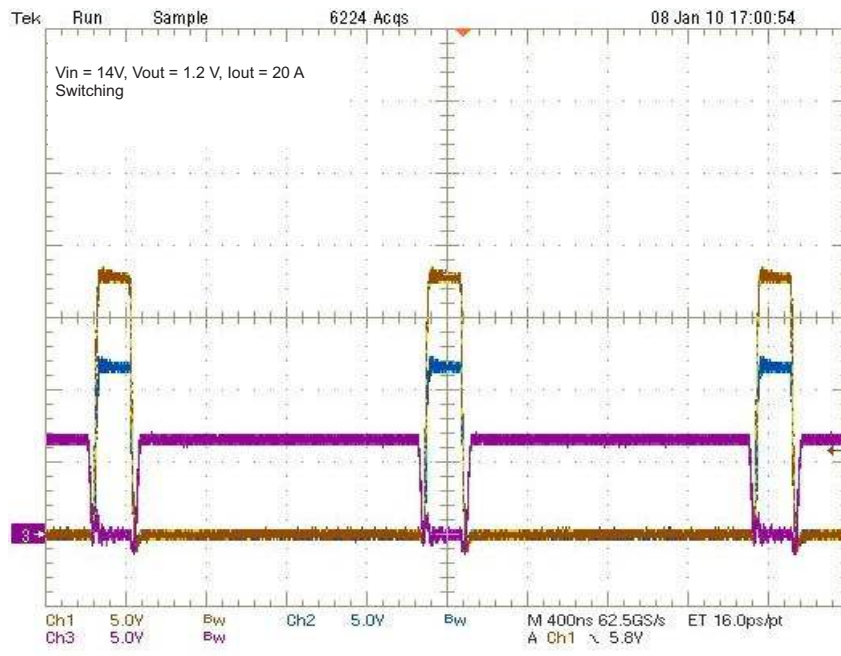 Tek Run Sample 6224 Acqs 08 Jan 10 17:00:54
Vin = 14V, Vout = 1.2 V, Iout = 20 A
Switching
3
Ch1 5.0V Bw Ch2 5.0V Bw M 400ns 62.5GS/s ET 16.0ps/pt
Ch3 5.0V Bw A Ch1 \ 5.8V